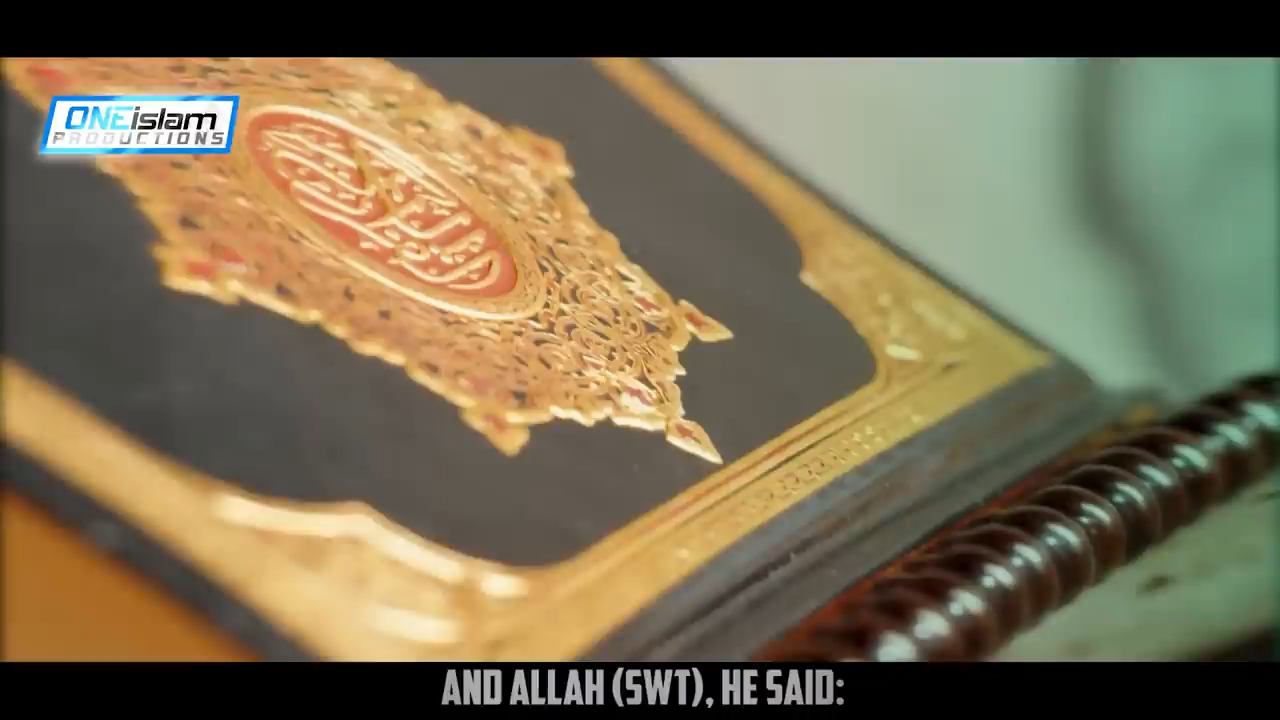 ONEislam
PRODUCTIONS
AND ALLAH (SWT), HE SAID: